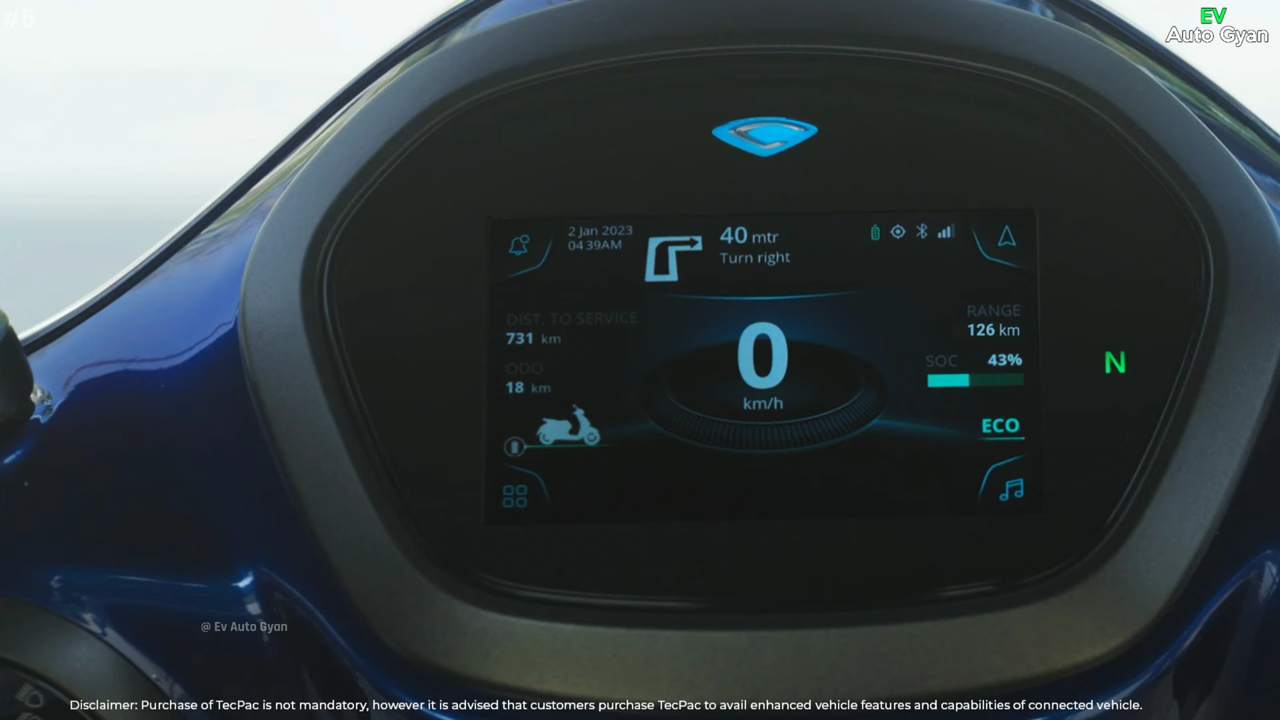 #5
EV
Auto Gyan
2 Jan 2023
04 39AM
40 mtr
Turn right
DIST. TO SERVICE
731 km
ODO
18 km
0
km/h
RANGE
126 km
SOC 43%
ECO
N
@ Ev Auto Gyan
Disclaimer: Purchase of TecPac is not mandatory, however it is advised that customers purchase TecPac to avail enhanced vehicle features and capabilities of connected vehicle.